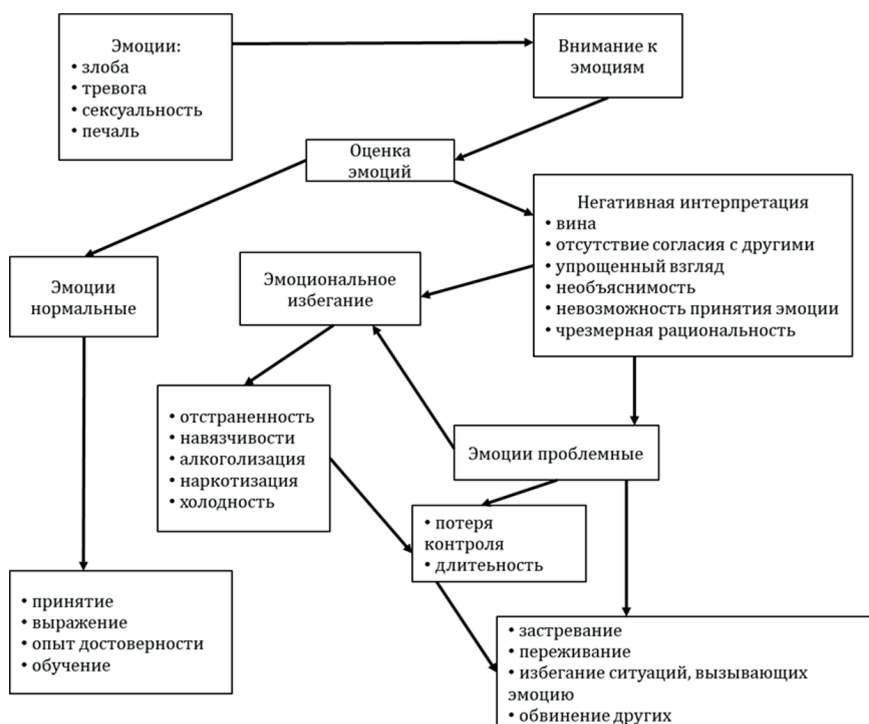 Эмоции:
• злоба
• тревога
• сексуальность
• печаль
Внимание к
эмоциям
Оценка
эмоций
Негативная интерпретация
• вина
• отсутствие согласия с другими
• упрощенный взгляд
• необъяснимость
• невозможность принятия эмоции
• чрезмерная рациональность
Эмоции
нормальные
Эмоциональное
избегание
• отстраненность
• навязчивости
• алкоголизация
• наркотизация
• холодность
Эмоции проблемные
• потеря
контроля
• длитеьность
• принятие
• выражение
• опыт достоверности
• обучение
• застревание
• переживание
• избегание ситуаций, вызывающих
эмоцию
• обвинение других